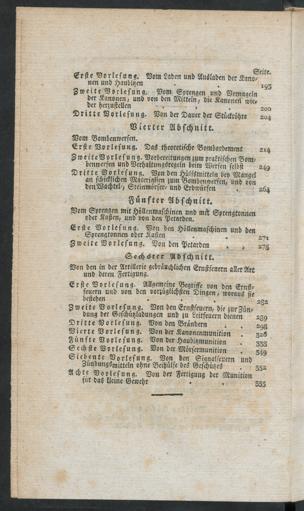 Seite.
Erste Vorlesung. Vom Laden und Ausladen der Kano-
nen und Haubitzen 195
Zweite Vorlesung. Vom Sprengen und Vernageln
der Kanonen, und von den Mitteln, die Kanonen wie-
der herzustellen 200
Dritte Vorlesung. Von der Dauer der Stückröhre 204
Vierter Abschnitt.
Vom Bombenwerfen.
Erste Vorlesung. Das theoretische Bombardement 214
Zweite Vorlesung. Vorbereitungen zum praktischen Bom-
benwerfen und Verhaltungsregeln beim Werfen selbst 249
Dritte Vorlesung. Von den Hülfsmitteln bey Mangel
an schicklichen Materialien zum Bombenwerfen, und von
den Wachtel, Steinmörser und Erdwürfen 264
Fünfter Abschnitt.
Vom Sprengen mit Höllenmaschinen und mit Sprengtonnen
oder Kasten, und von den Petarden.
Erste Vorlesung. Von den Höllenmaschinen und den
Sprengtonnen oder Kasten 271
Zweite Vorlesung. Von den Petarden 275
Sechster Abschnitt.
Von den in der Artillerie gebräuchlichen Ernstfeuern aller Art
und deren Fertigung.
Erste Vorlesung. Allgemeine Begriffe von den Ernst-
feuern und von den vorzüglichsten Dingen, woraus sie
bestehen 282
Zweite Vorlesung. Von den Ernstfeuern, die zur Zün-
dung der Geschützladungen und zu Leitfeuern dienen 289
Dritte Vorlesung. Von den Brändern 298
Vierte Vorlesung. Von der Kanonenmunition 308
Fünfte Vorlesung. Von der Haubitzmunition 335
Sechste Vorlesung. Von der Mörsermunition 349
Siebente Vorlesung. Von den Signalfeuern und
Zündungsmitteln ohne Beihülfe des Geschützes 352
Achte Vorlesung. Von der Fertigung der Munition
für das kleine Gewehr 355